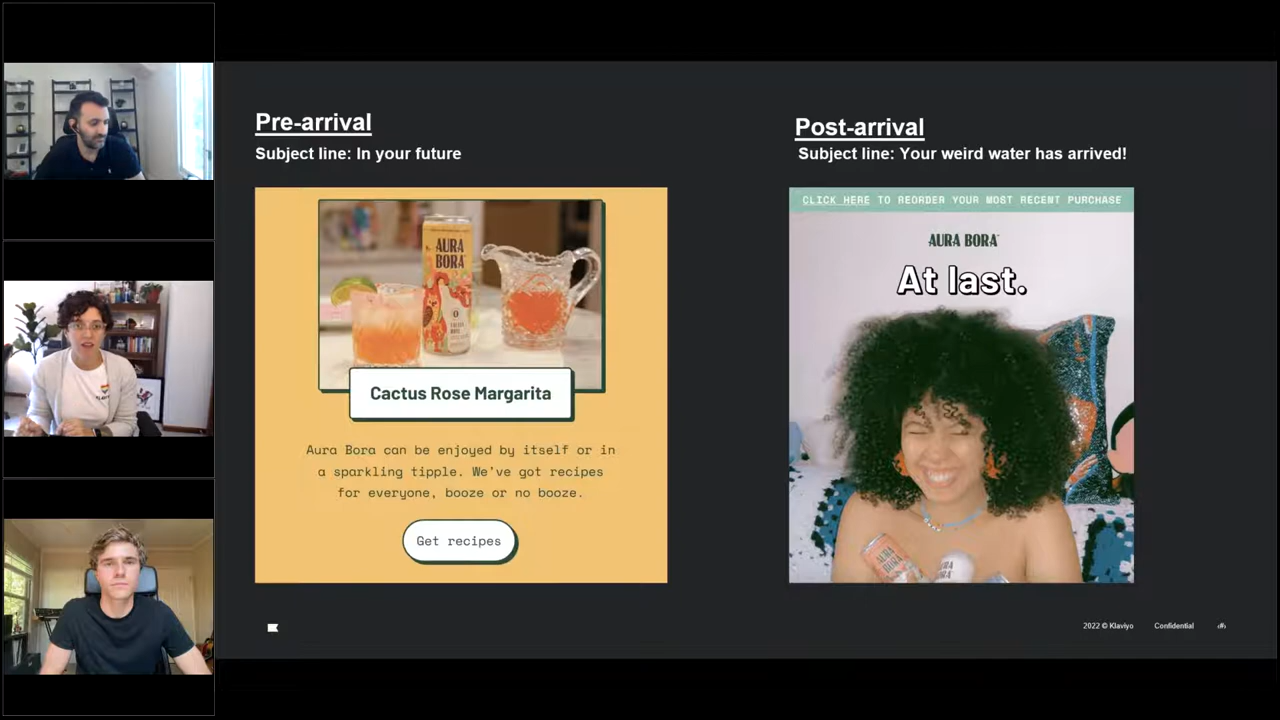 Pre-arrival
Subject line: In your future
AURA
BORA
Cactus Rose Margarita
Aura Bora can be enjoyed by itself or in
a sparkling tipple. We've got recipes
for everyone, booze or no booze.
Get recipes
Post-arrival
Subject line: Your weird water has arrived!
CLICK HERE TO REORDER YOUR MOST RECENT PURCHASE
AURA BORA
At last.
AURA
BORA
2022 © Klaviyo
Confidential